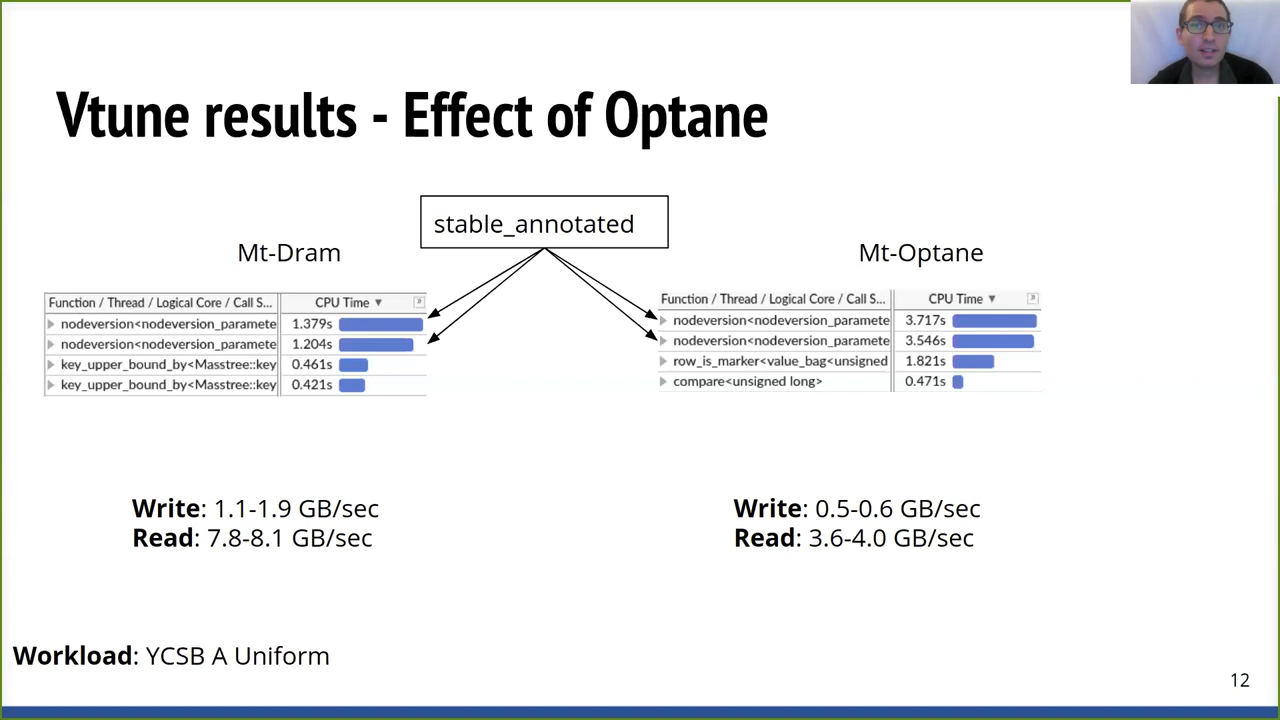 Vtune results - Effect of Optane
stable_annotated
Mt-Dram
Function / Thread / Logical Core / Call S... CPU Time
nodeversion<nodeversion_paramete 1.379s
nodeversion<nodeversion_paramete 1.204s
key_upper_bound_by<Masstree::key 0.461s
key_upper_bound_by<Masstree::key 0.421s
Mt-Optane
Function / Thread / Logical Core / Call S... CPU Time
nodeversion<nodeversion_paramete 3.717s
nodeversion<nodeversion_paramete 3.546s
row_is_marker<value_bag<unsigned 1.821s
compare<unsigned long> 0.471s
Write: 1.1-1.9 GB/sec
Read: 7.8-8.1 GB/sec
Write: 0.5-0.6 GB/sec
Read: 3.6-4.0 GB/sec
Workload: YCSB A Uniform
12